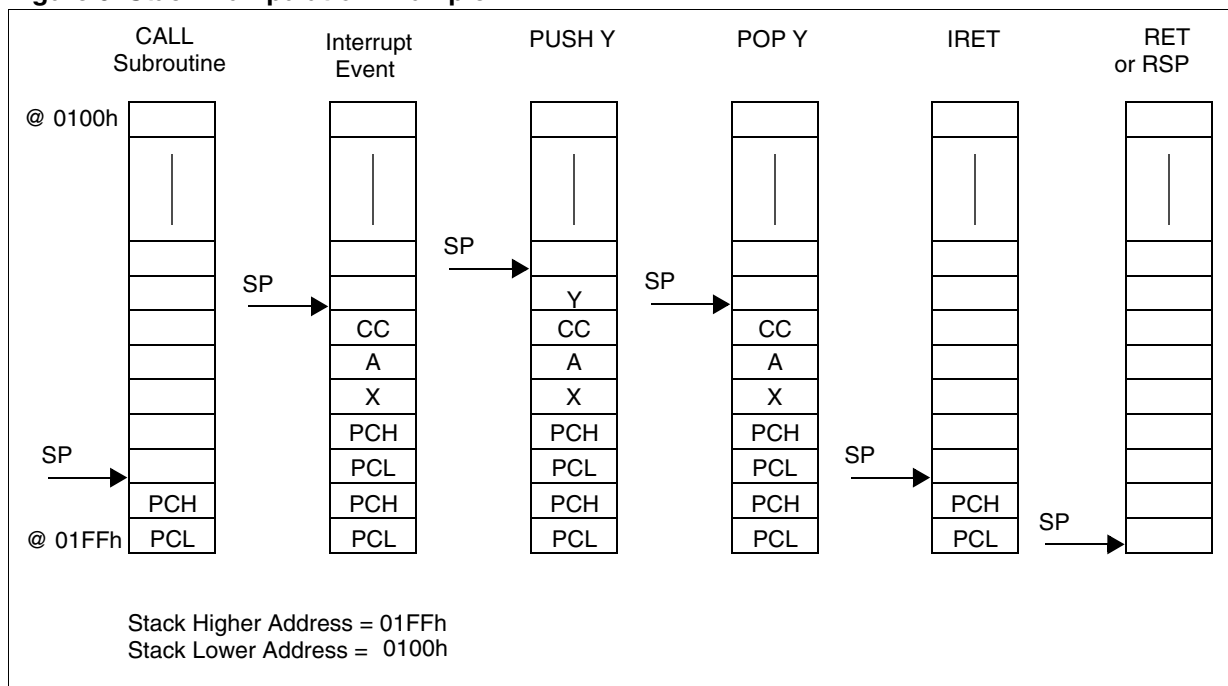 CALL
Subroutine
Interrupt
Event
PUSH Y
POP Y
IRET
RET
or RSP
@ 0100h
SP
SP
SP
Y
CC
CC
CC
A
A
A
X
X
X
PCH
PCH
PCH
SP
SP
PCL
PCL
PCL
PCH
PCH
PCH
PCH
PCH
SP
@ 01FFh
PCL
PCL
PCL
PCL
PCL
Stack Higher Address = 01FFh
Stack Lower Address = 0100h